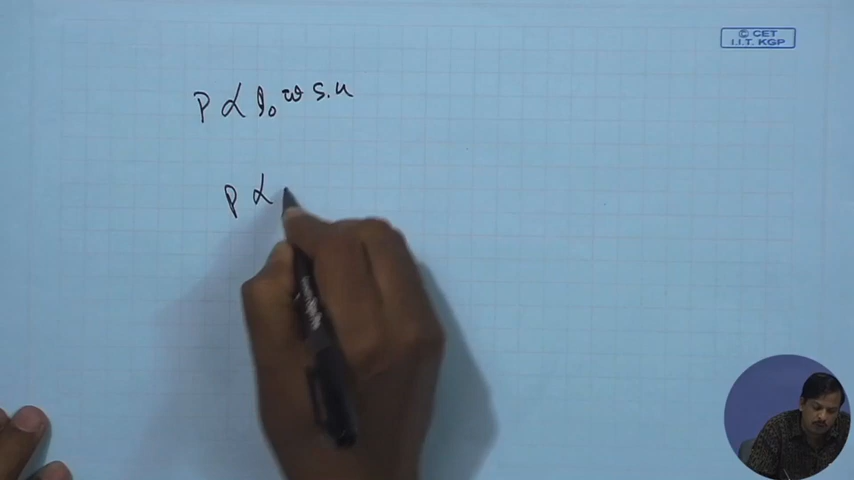 © CET
I.I.T. KGP
P ∝ I₀ w s.u
P ∝